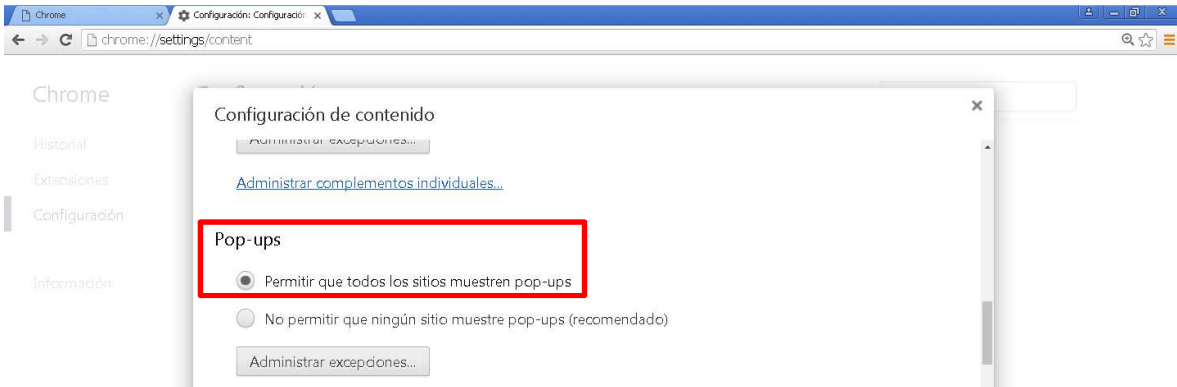 Chrome
Configuración: Configuración
chrome://settings/content
Chrome
Historial
Extensiones
Configuración
Información
Configuración de contenido
Administrar excepciones...
Administrar complementos individuales...
Pop-ups
Permitir que todos los sitios muestren pop-ups
No permitir que ningún sitio muestre pop-ups (recomendado)
Administrar excepciones...